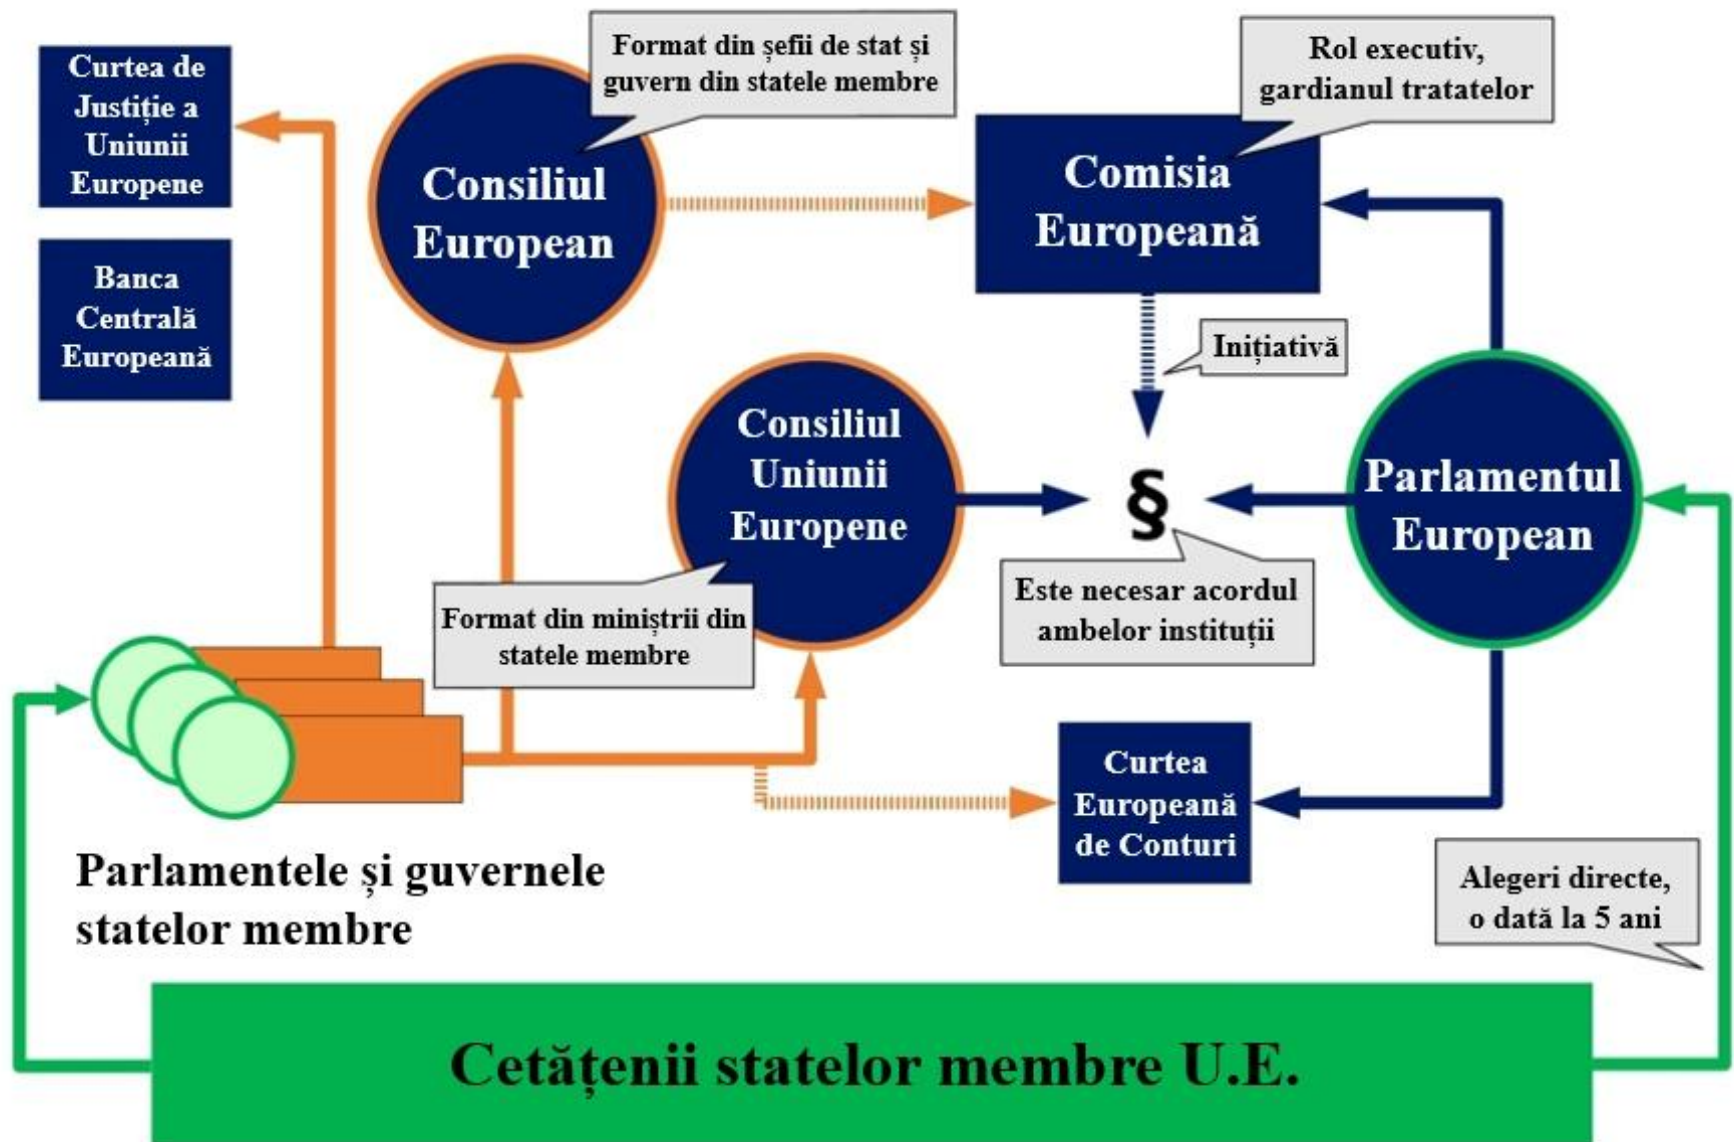 Curtea de
Justiție a
Uniunii
Europene
Banca
Centrală
Europeană
Format din șefii de stat și
guvern din statele membre
Consiliul
European
Rol executiv,
gardianul tratatelor
Comisia
Europeană
Inițiativă
Consiliul
Uniunii
Europene
§
Parlamentul
European
Este necesar acordul
ambelor instituții
Format din miniștrii din
statele membre
Curtea
Europeană
de Conturi
Parlamentele și guvernele
statelor membre
Alegeri directe,
o dată la 5 ani
Cetățenii statelor membre U.E.